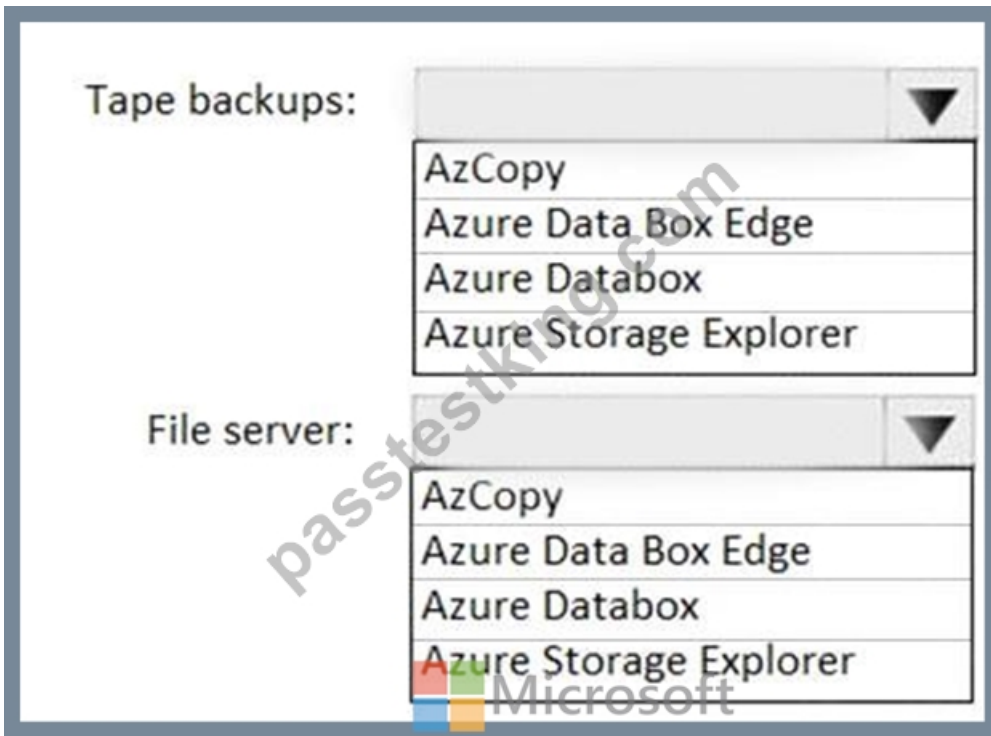 Tape backups:
AzCopy
Azure Data Box Edge
Azure Databox
Azure Storage Explorer
File server:
AzCopy
Azure Data Box Edge
Azure Databox
Azure Storage Explorer
passtestking.com
Microsoft